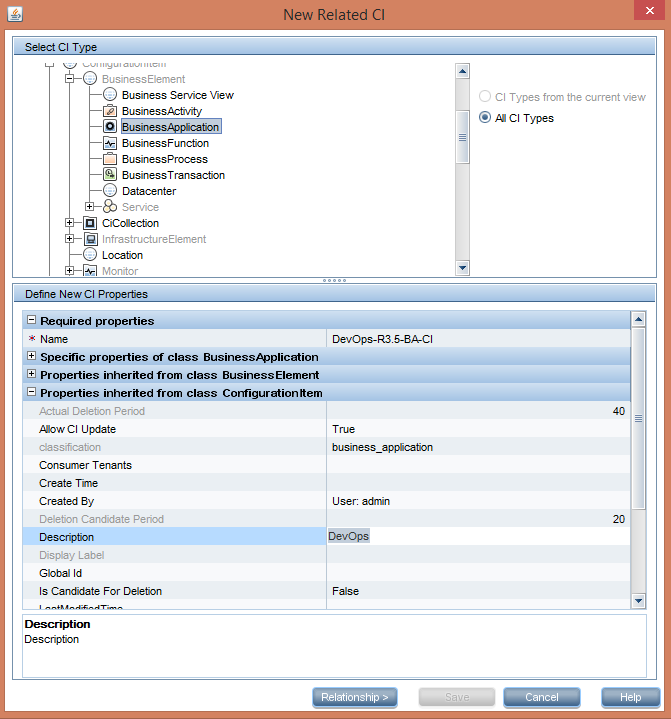 New Related CI
Select CI Type
ConfigurationItem
BusinessElement
Business Service View
BusinessActivity
BusinessApplication
BusinessFunction
BusinessProcess
BusinessTransaction
Datacenter
Service
CiCollection
InfrastructureElement
Location
Monitor
CI Types from the current view
All CI Types
Define New CI Properties
Required properties
* Name DevOps-R3.5-BA-CI
Specific properties of class BusinessApplication
Properties inherited from class BusinessElement
Properties inherited from class ConfigurationItem
Actual Deletion Period 40
Allow CI Update True
classification business_application
Consumer Tenants
Create Time
Created By User: admin
Deletion Candidate Period 20
Description DevOps
Display Label
Global Id
Is Candidate For Deletion False
LastModifiedTime
Description
Description
Relationship > Save Cancel Help